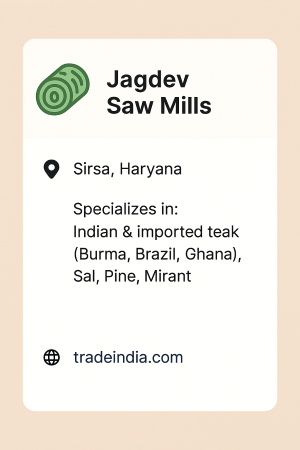 Jagdev
Saw Mills
Sirsa, Haryana
Specializes in:
Indian & imported teak
(Burma, Brazil, Ghana),
Sal, Pine, Mirant
tradeindia.com